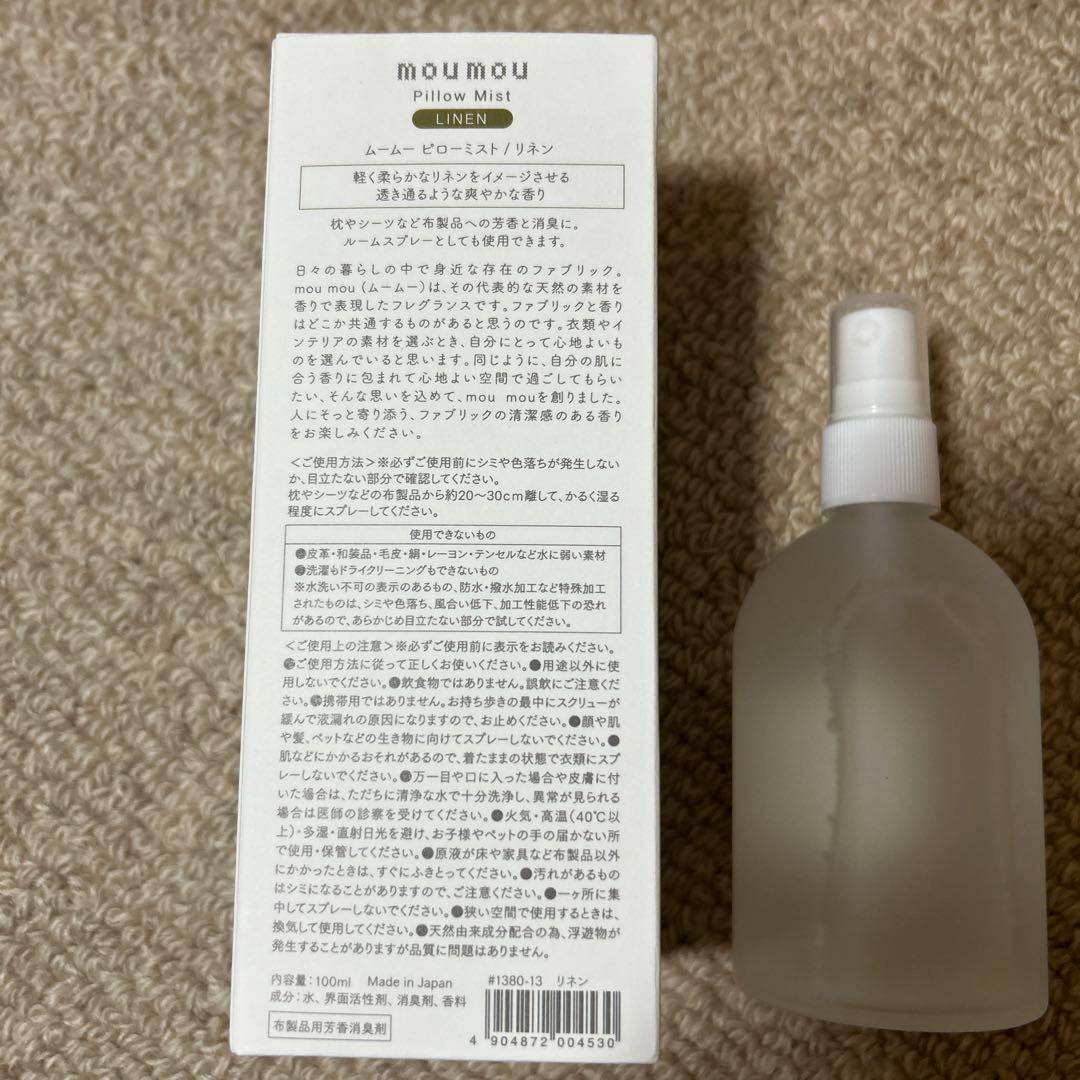 moumou
Pillow Mist
LINEN
ムームー ピローミスト / リネン
軽く柔らかなリネンをイメージさせる
透き通るような爽やかな香り
枕やシーツなど布製品への芳香と消臭に。
ルームスプレーとしても使用できます。
日々の暮らしの中で身近な存在のファブリック。
mou mou（ムームー）は、その代表的な天然の素材を
香りで表現したフレグランスです。ファブリックと香り
はどこか共通するものがあると思うのです。衣類やイ
ンテリアの素材を選ぶとき、自分にとって心地よいも
のを選んでいると思います。同じように、自分の肌に
合う香りに包まれて心地よい空間で過ごしてもらい
たい、そんな思いを込めて、mou mouを創りました。
人にそっと寄り添う、ファブリックの清潔感のある香り
をお楽しみください。
＜ご使用方法＞※必ずご使用前にシミや色落ちが発生しない
か、目立たない部分で確認してください。
枕やシーツなどの布製品から約20〜30cm離して、かるく湿る
程度にスプレーしてください。
使用できないもの
●皮革・和装品・毛皮・絹・レーヨン・テンセルなど水に弱い素材
●洗濯もドライクリーニングもできないもの
※水洗い不可の表示のあるもの、防水・撥水加工など特殊加工
されたものは、シミや色落ち、風合い低下、加工性能低下の恐れ
があるので、あらかじめ目立たない部分で試してください。
＜ご使用上の注意＞※必ずご使用前に表示をお読みください。
●ご使用方法に従って正しくお使いください。●用途以外に使
用しないでください。●飲食物ではありません。誤飲にご注意くだ
さい。●携帯用ではありません。お持ち歩きの最中にスクリューが
緩んで液漏れの原因になりますので、お止めください。●顔や肌
や髪、ペットなどの生き物に向けてスプレーしないでください。●
肌などにかかるおそれがあるので、着たままの状態で衣類にスプ
レーしないでください。●万一目や口に入った場合や皮膚に付
いた場合は、ただちに清浄な水で十分洗浄し、異常が見られる
場合は医師の診察を受けてください。●火気・高温（40℃以
上）・多湿・直射日光を避け、お子様やペットの手の届かない所
で使用・保管してください。●原液が床や家具など布製品以外
にかかったときは、すぐにふきとってください。●汚れがあるもの
はシミになることがありますので、ご注意ください。●一ヶ所に集
中してスプレーしないでください。●狭い空間で使用するときは、
換気して使用してください。●天然由来成分配合の為、浮遊物が
発生することがありますが品質に問題はありません。
内容量：100ml Made in Japan #1380-13 リネン
成分：水、界面活性剤、消臭剤、香料
布製品用芳香消臭剤
4 904872 004530